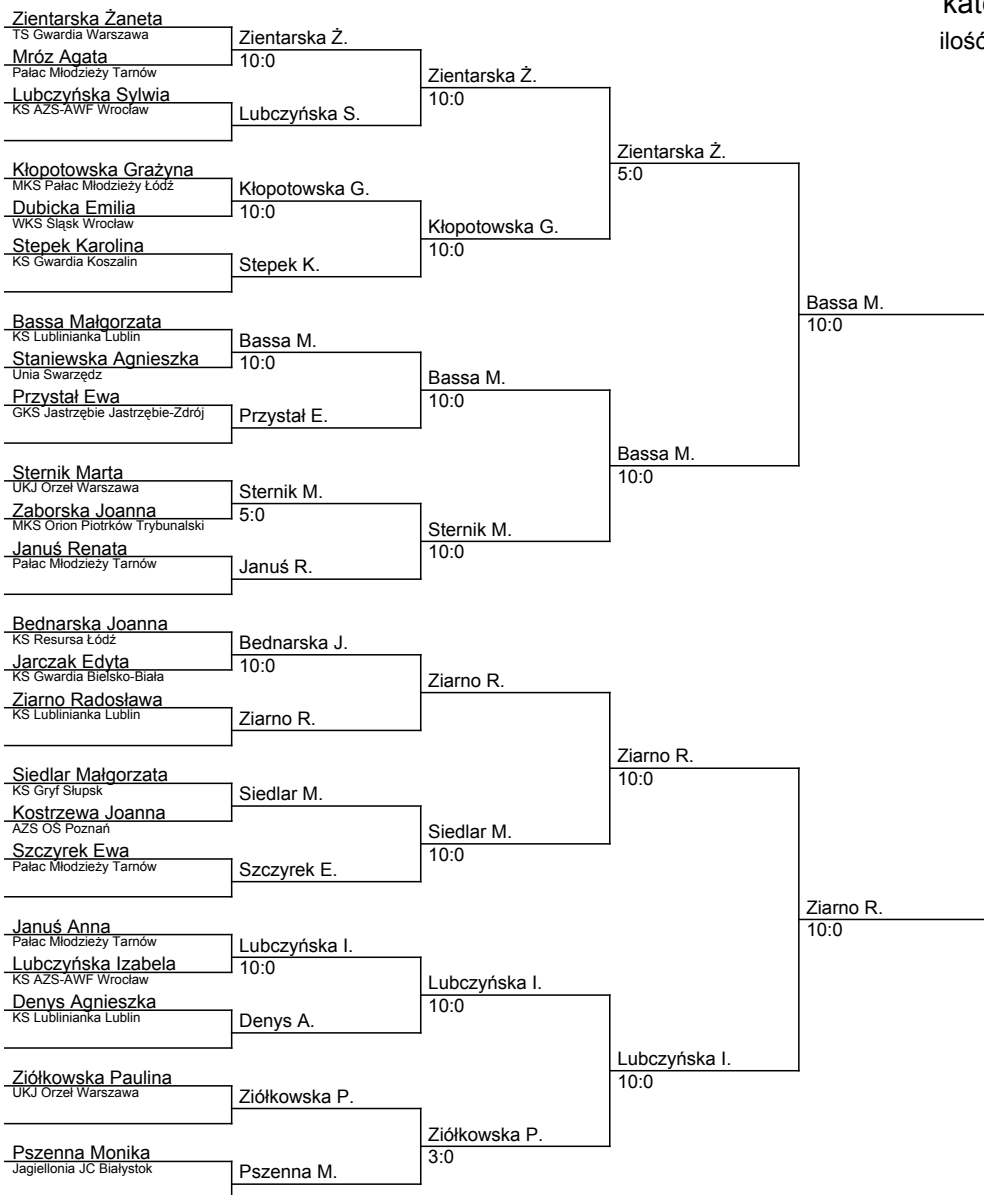 kate
ilość
Zientarska Żaneta
TS Gwardia Warszawa
Mróz Agata
Pałac Młodzieży Tarnów
Lubczyńska Sylwia
KS AZS-AWF Wrocław
Kłopotowska Grażyna
MKS Pałac Młodzieży Łódź
Dubicka Emilia
WKS Śląsk Wrocław
Stepek Karolina
KS Gwardia Koszalin
Bassa Małgorzata
KS Lublinianka Lublin
Staniewska Agnieszka
Unia Swarzędz
Przystał Ewa
GKS Jastrzębie Jastrzębie-Zdrój
Sternik Marta
UKJ Orzeł Warszawa
Zaborska Joanna
MKS Orion Piotrków Trybunalski
Januś Renata
Pałac Młodzieży Tarnów
Bednarska Joanna
KS Resursa Łódź
Jarczak Edyta
KS Gwardia Bielsko-Biała
Ziarno Radosława
KS Lublinianka Lublin
Siedlar Małgorzata
KS Gryf Słupsk
Kostrzewa Joanna
AZS OŚ Poznań
Szczyrek Ewa
Pałac Młodzieży Tarnów
Januś Anna
Pałac Młodzieży Tarnów
Lubczyńska Izabela
KS AZS-AWF Wrocław
Denys Agnieszka
KS Lublinianka Lublin
Ziółkowska Paulina
UKJ Orzeł Warszawa
Pszenna Monika
Jagiellonia JC Białystok
Zientarska Ż.
10:0
Lubczyńska S.
Kłopotowska G.
10:0
Stepek K.
Bassa M.
10:0
Przystał E.
Sternik M.
5:0
Januś R.
Bednarska J.
10:0
Ziarno R.
Siedlar M.
Szczyrek E.
Lubczyńska I.
10:0
Denys A.
Ziółkowska P.
Pszenna M.
Zientarska Ż.
10:0
Kłopotowska G.
10:0
Bassa M.
10:0
Sternik M.
10:0
Ziarno R.
Siedlar M.
10:0
Lubczyńska I.
10:0
Ziółkowska P.
3:0
Zientarska Ż.
5:0
Bassa M.
10:0
Ziarno R.
10:0
Lubczyńska I.
10:0
Bassa M.
10:0
Ziarno R.
10:0